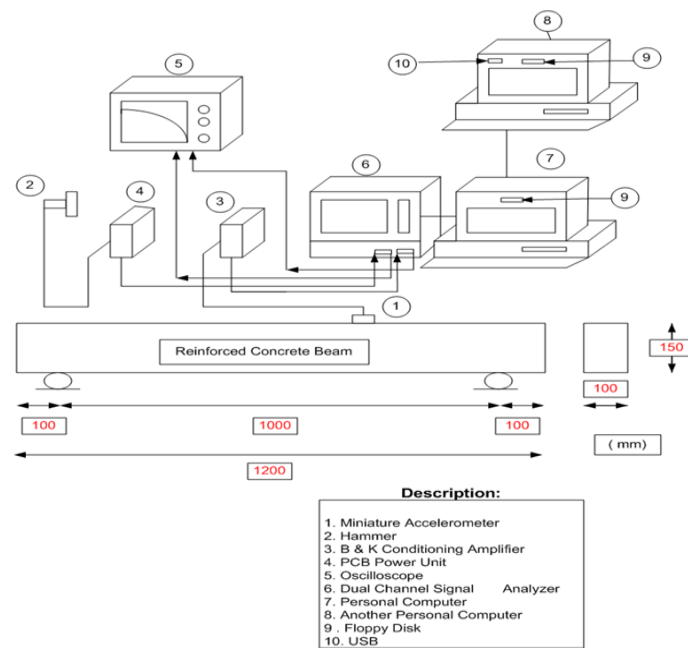 8
10
9
5
7
6
2
4
3
9
1
Reinforced Concrete Beam
150
100
100
1000
100
( mm)
1200
Description:
1. Miniature Accelerometer
2. Hammer
3. B & K Conditioning Amplifier
4. PCB Power Unit
5. Oscilloscope
6. Dual Channel Signal Analyzer
7. Personal Computer
8. Another Personal Computer
9 . Floppy Disk
10. USB